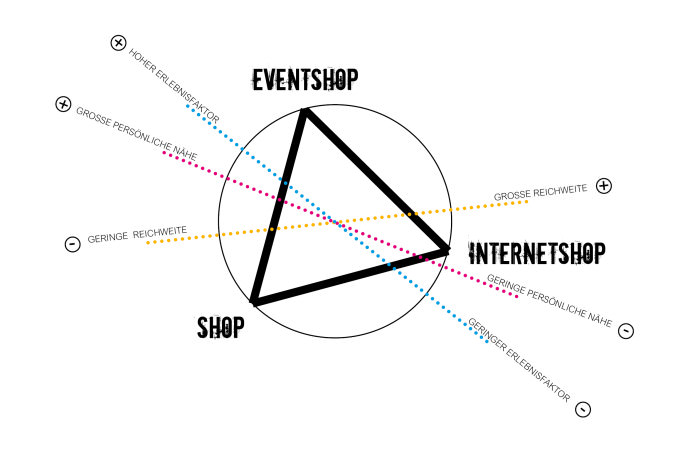 +
HOHER ERLEBNISFAKTOR
EVENTSHOP
+
GROSSE PERSÖNLICHE NÄHE
GROSSE REICHWEITE
+
-
GERINGE REICHWEITE
INTERNETSHOP
GERINGE PERSÖNLICHE NÄHE
-
SHOP
GERINGER ERLEBNISFAKTOR
-